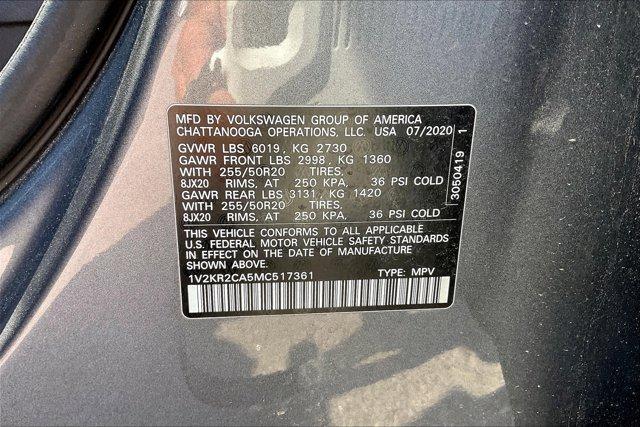 MFD BY VOLKSWAGEN GROUP OF AMERICA
CHATTANOOGA OPERATIONS, LLC. USA 07/2020
GVWR LBS 6019, KG 2730
GAWR FRONT LBS 2998, KG 1360
WITH 255/50R20 TIRES.
8JX20 RIMS, AT 250 KPA, 36 PSI COLD
GAWR REAR LBS 3131, KG 1420
WITH 255/50R20 TIRES.
8JX20 RIMS, AT 250 KPA, 36 PSI COLD
THIS VEHICLE CONFORMS TO ALL APPLICABLE
U.S. FEDERAL MOTOR VEHICLE SAFETY STANDARDS
IN EFFECT ON THE DATE OF MANUFACTURE
SHOWN ABOVE.
1V2KR2CA5MC517361 TYPE: MPV
3050419 1